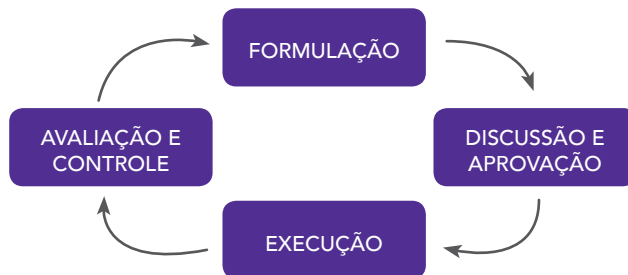 FORMULAÇÃO
DISCUSSÃO E
APROVAÇÃO
EXECUÇÃO
AVALIAÇÃO E
CONTROLE